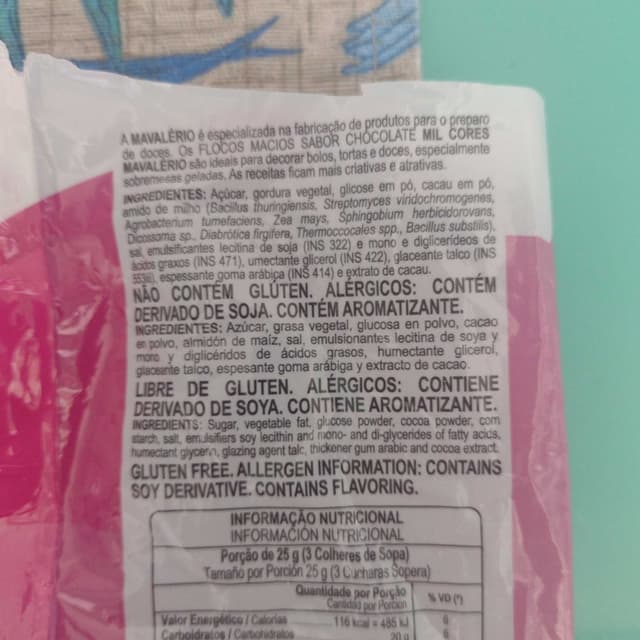 A MAVALÉRIO é especializada na fabricação de produtos para o preparo
de doces. Os FLOCOS MACIOS SABOR CHOCOLATE MIL CORES
MAVALÉRIO são ideais para decorar bolos, tortas e doces, especialmente
sobremesas geladas. As receitas ficam mais criativas e atrativas.
INGREDIENTES: Açúcar, gordura vegetal, glicose em pó, cacau em pó,
amido de milho (Bacillus thuringiensis, Streptomyces viridochromogenes,
Agrobacterium tumefaciens, Zea mays, Sphingobium herbicidorovans,
Dicossoma sp., Diabrótica firgifera, Thermoccocales spp., Bacillus substilis),
sal, emulsificantes lecitina de soja (INS 322) e mono e diglicerídeos de
ácidos graxos (INS 471), umectante glicerol (INS 422), glaceante talco (INS
553iii), espessante goma arábica (INS 414) e extrato de cacau.
NÃO CONTÉM GLÚTEN. ALÉRGICOS: CONTÉM
DERIVADO DE SOJA. CONTÉM AROMATIZANTE.
INGREDIENTES: Azúcar, grasa vegetal, glucosa en polvo, cacao
en polvo, almidón de maíz, sal, emulsionantes lecitina de soya y
mono y diglicéridos de ácidos grasos, humectante glicerol,
glaceante talco, espesante goma arábiga y extracto de cacao.
LIBRE DE GLUTEN. ALÉRGICOS: CONTIENE
DERIVADO DE SOYA. CONTIENE AROMATIZANTE.
INGREDIENTS: Sugar, vegetable fat, glucose powder, cocoa powder, corn
starch, salt, emulsifiers soy lecithin and mono- and di-glycerides of fatty acids,
humectant glycerin, glazing agent talc, thickener gum arabic and cocoa extract.
GLUTEN FREE. ALLERGEN INFORMATION: CONTAINS
SOY DERIVATIVE. CONTAINS FLAVORING.
INFORMAÇÃO NUTRICIONAL
INFORMACIÓN NUTRICIONAL
Porção de 25 g (3 Colheres de Sopa)
Tamaño por Porción 25 g (3 Cucharas Sopera)
Quantidade por Porção
Cantidad por Porcion
% VD (*)
Valor Energético / Calorias 116 kcal = 485 kJ 6
Carboidratos / Carbohidratos 20 g